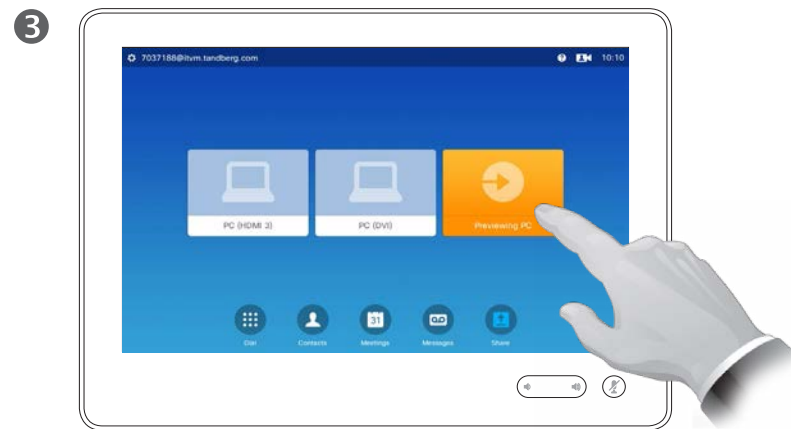 3
7037188@itvm.tandberg.com
? 10:10
PC (HDMI 3) PC (DVI) Previewing PC
31
Dial Contacts Meetings Messages Share